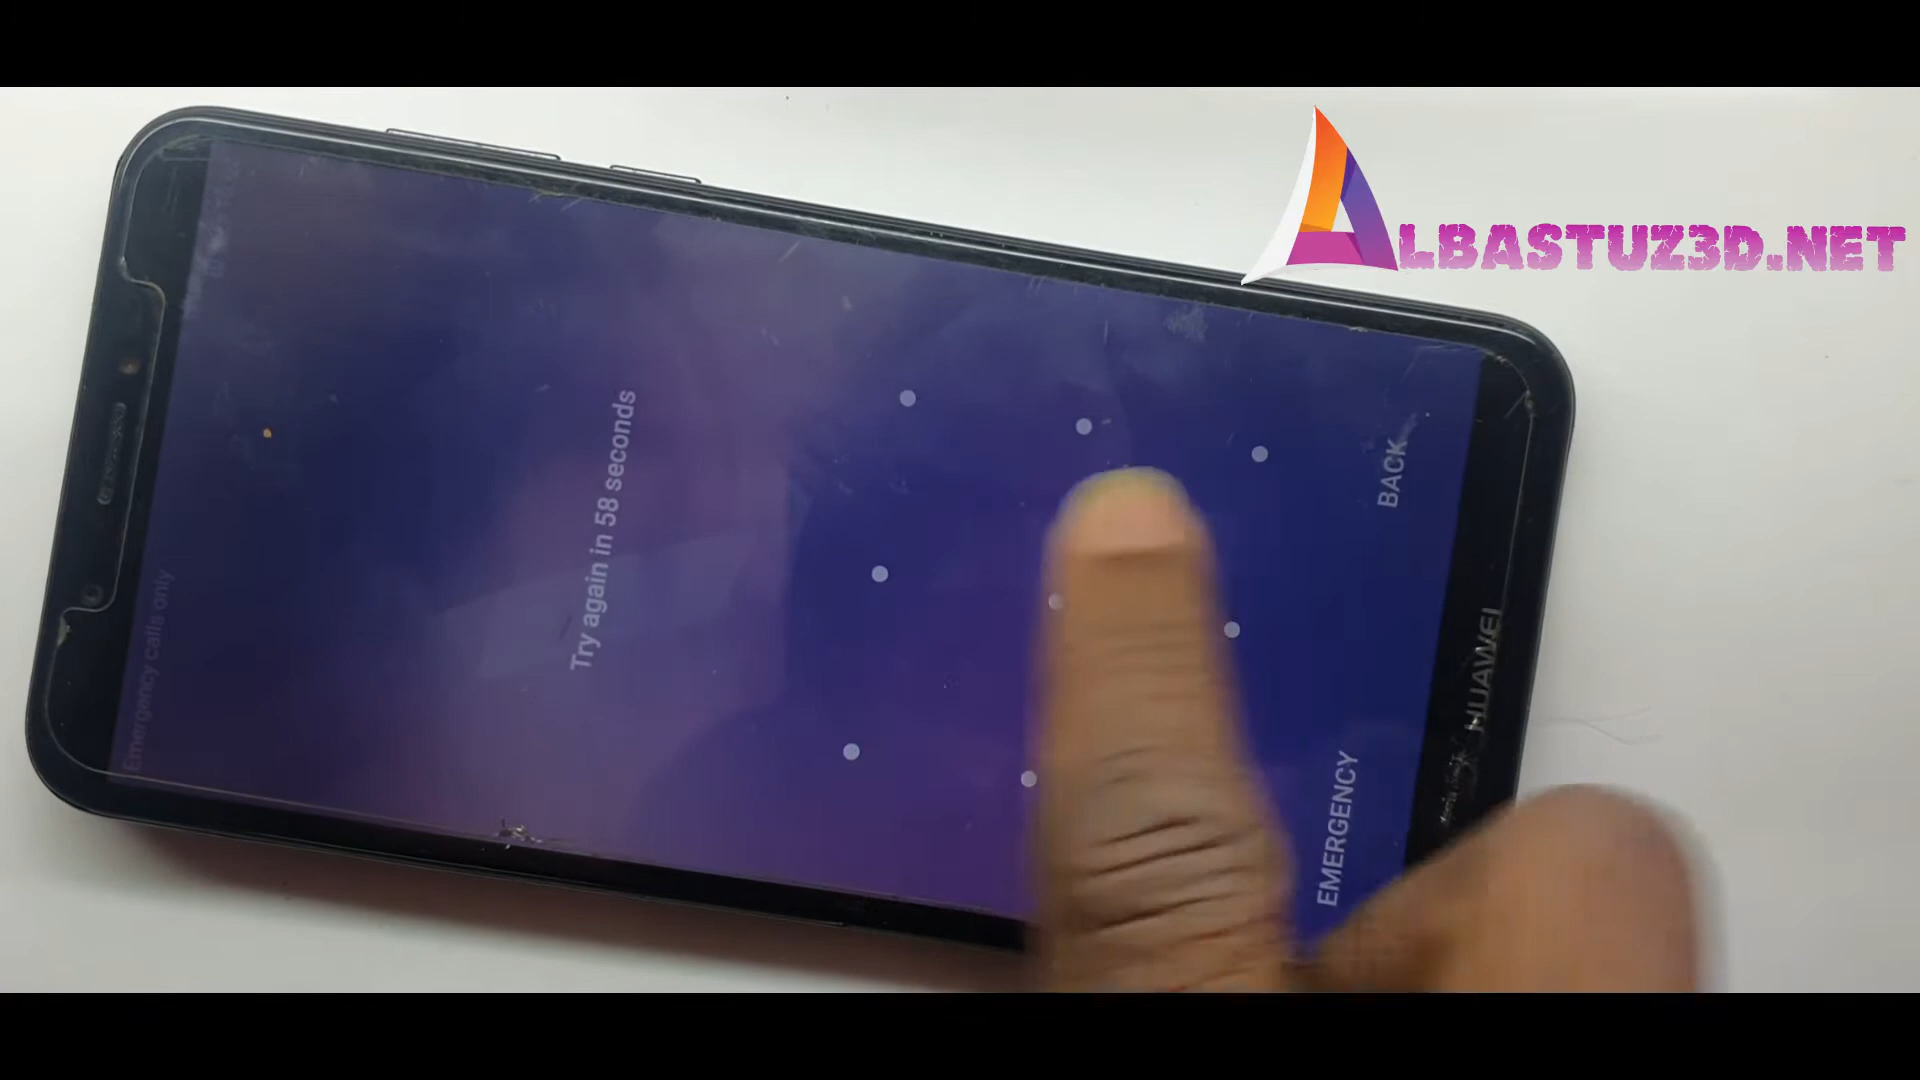 ALBASTUZ3D.NET
Emergency calls only
Try again in 58 seconds
EMERGENCY
BACK
HUAWEI